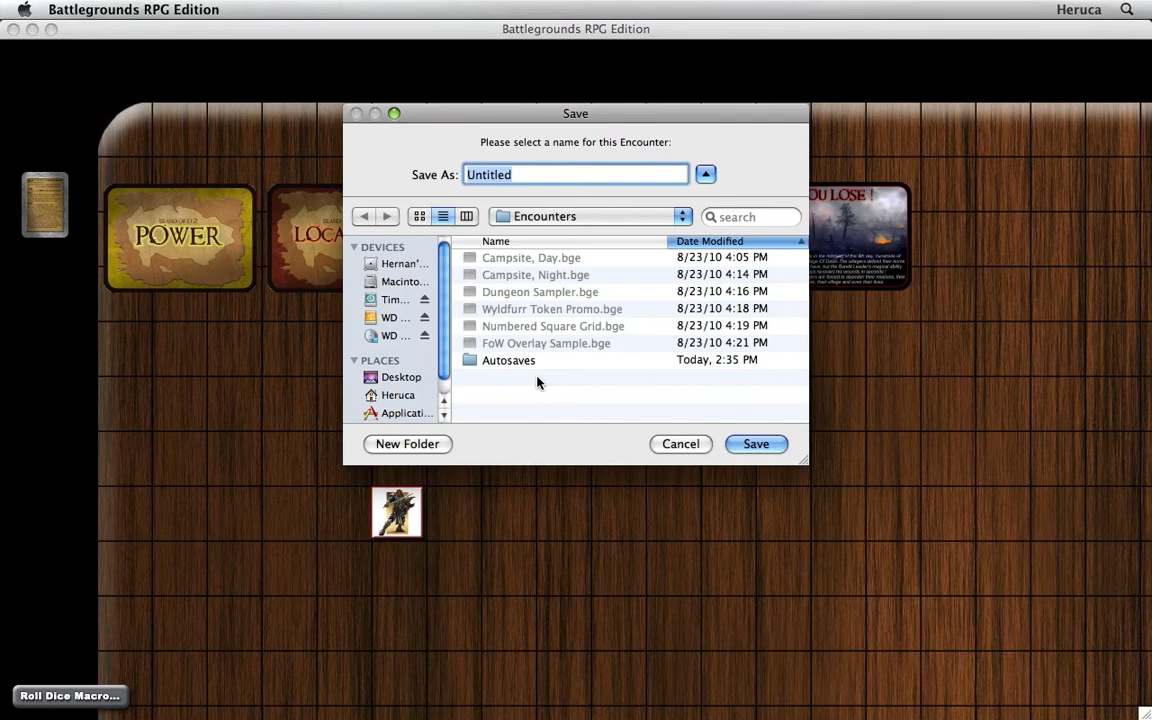 Battlegrounds RPG Edition
Heruca
Battlegrounds RPG Edition
Save
Please select a name for this Encounter:
Save As: Untitled
Encounters
search
DEVICES
Hernan'...
Macinto...
Tim...
WD ...
WD ...
PLACES
Desktop
Heruca
Applicati...
Name Date Modified
Campsite, Day.bge 8/23/10 4:05 PM
Campsite, Night.bge 8/23/10 4:14 PM
Dungeon Sampler.bge 8/23/10 4:16 PM
Wyldfurr Token Promo.bge 8/23/10 4:18 PM
Numbered Square Grid.bge 8/23/10 4:19 PM
FoW Overlay Sample.bge 8/23/10 4:21 PM
Autosaves Today, 2:35 PM
New Folder
Cancel
Save
POWER
LOCA
OU LOSE !
Roll Dice Macro...